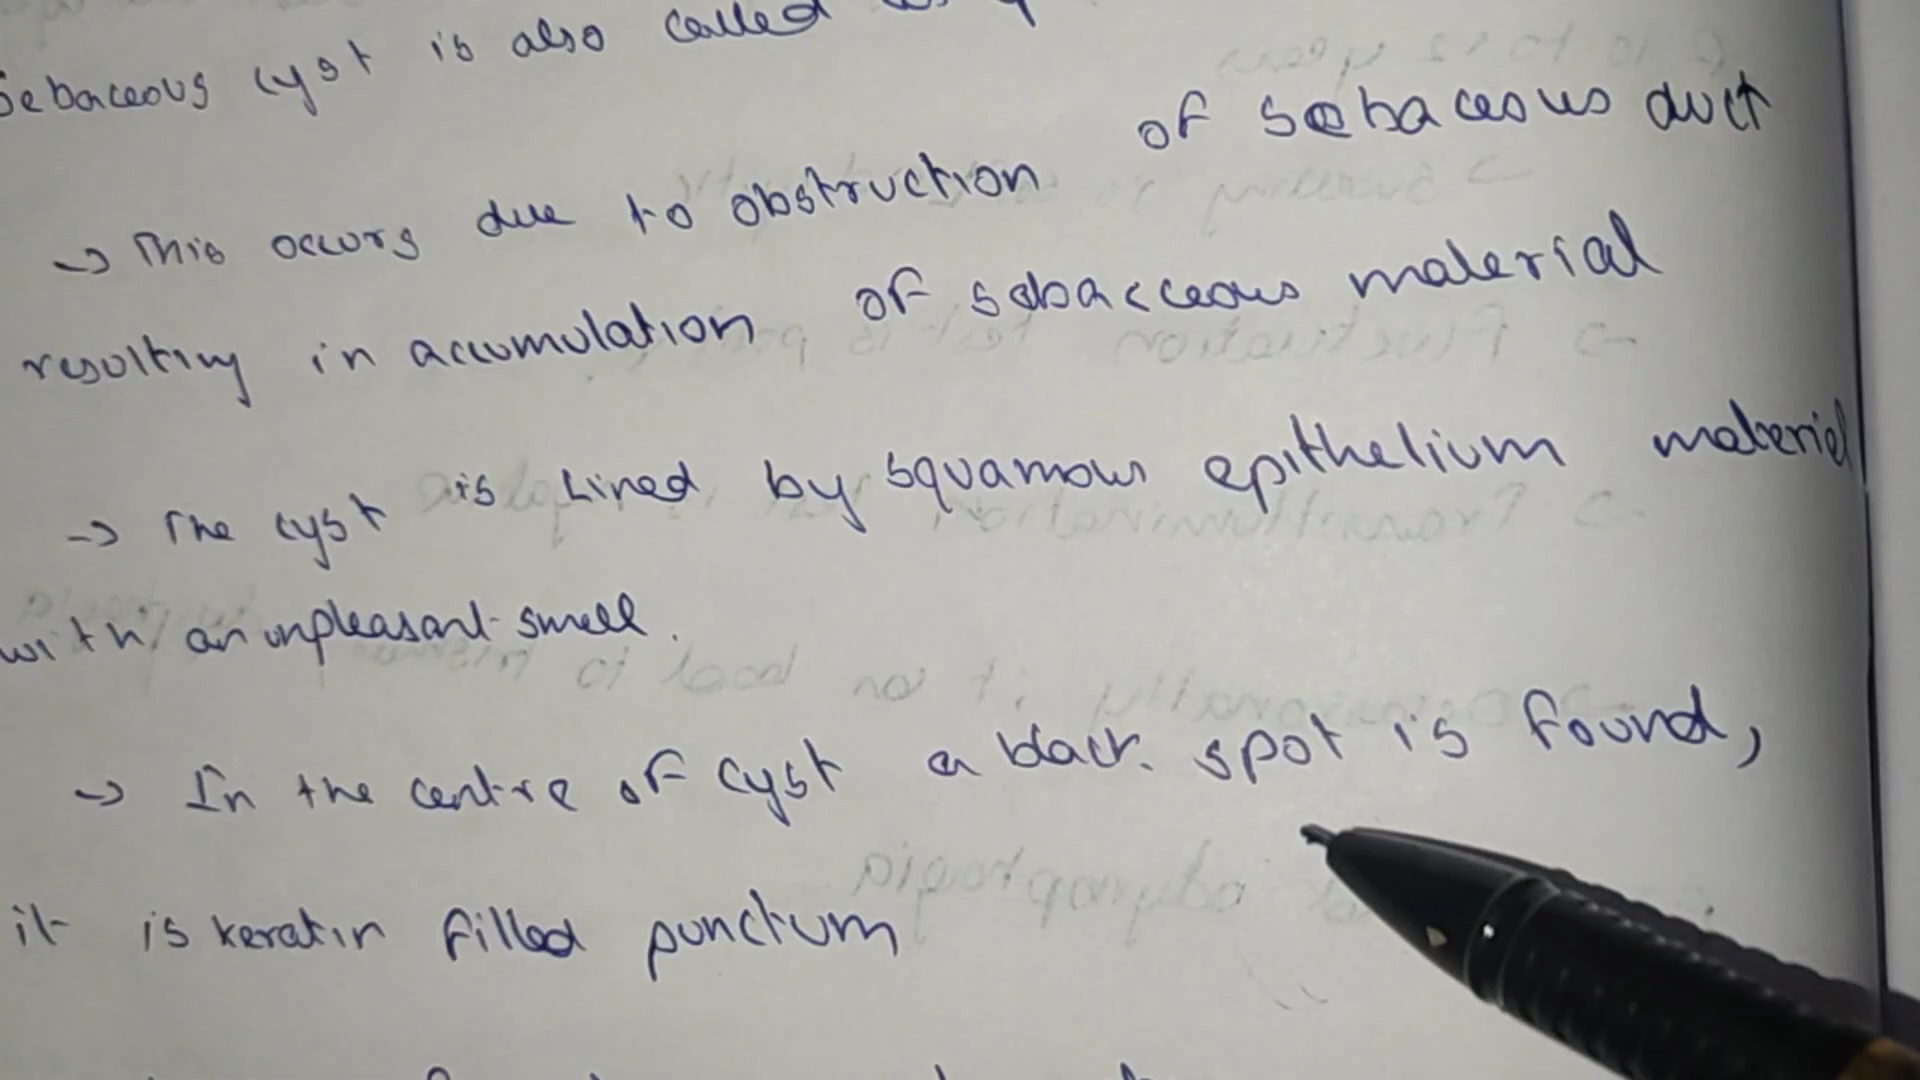 Sebaceous cyst is also called
→ This occurs due to obstruction of sebaceous duct
resulting in accumulation of sebacceous material
→ The cyst is Lined by squamous epithelium material
with an unpleasant smell.
→ In the centre of cyst a black spot is found,
it is keratin filled punctum